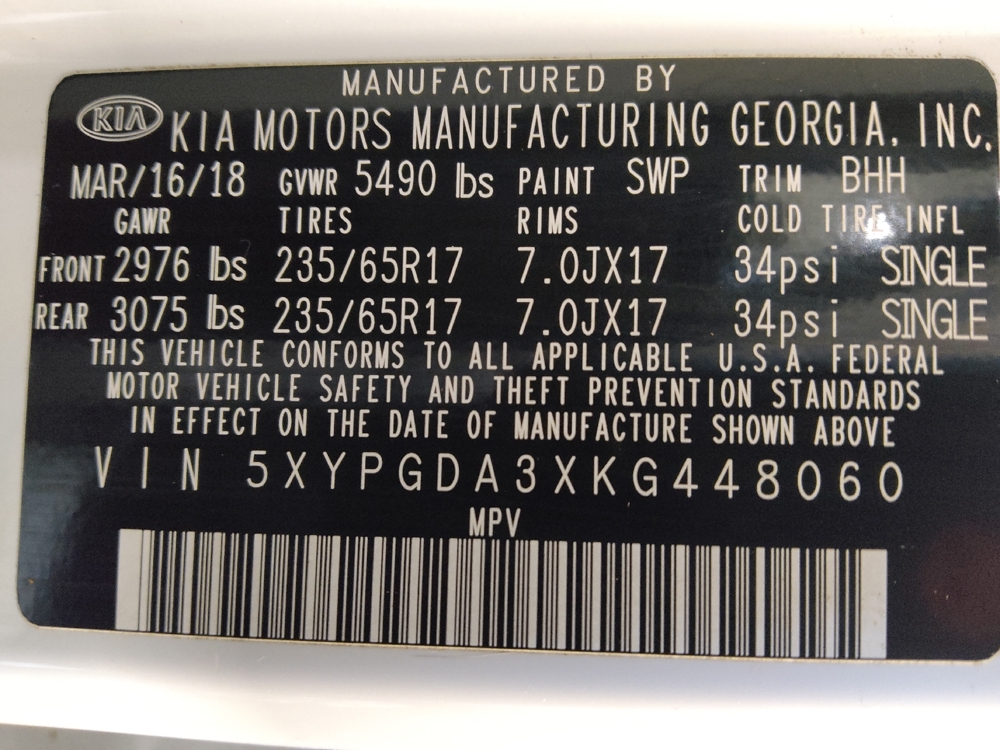 MANUFACTURED BY
KIA KIA MOTORS MANUFACTURING GEORGIA, INC.
MAR/16/18 GVWR 5490 lbs PAINT SWP TRIM BHH
GAWR TIRES RIMS COLD TIRE INFL
FRONT 2976 lbs 235/65R17 7.0JX17 34psi SINGLE
REAR 3075 lbs 235/65R17 7.0JX17 34psi SINGLE
THIS VEHICLE CONFORMS TO ALL APPLICABLE U.S.A. FEDERAL
MOTOR VEHICLE SAFETY AND THEFT PREVENTION STANDARDS
IN EFFECT ON THE DATE OF MANUFACTURE SHOWN ABOVE
VIN 5XYPGDA3XKG448060
MPV